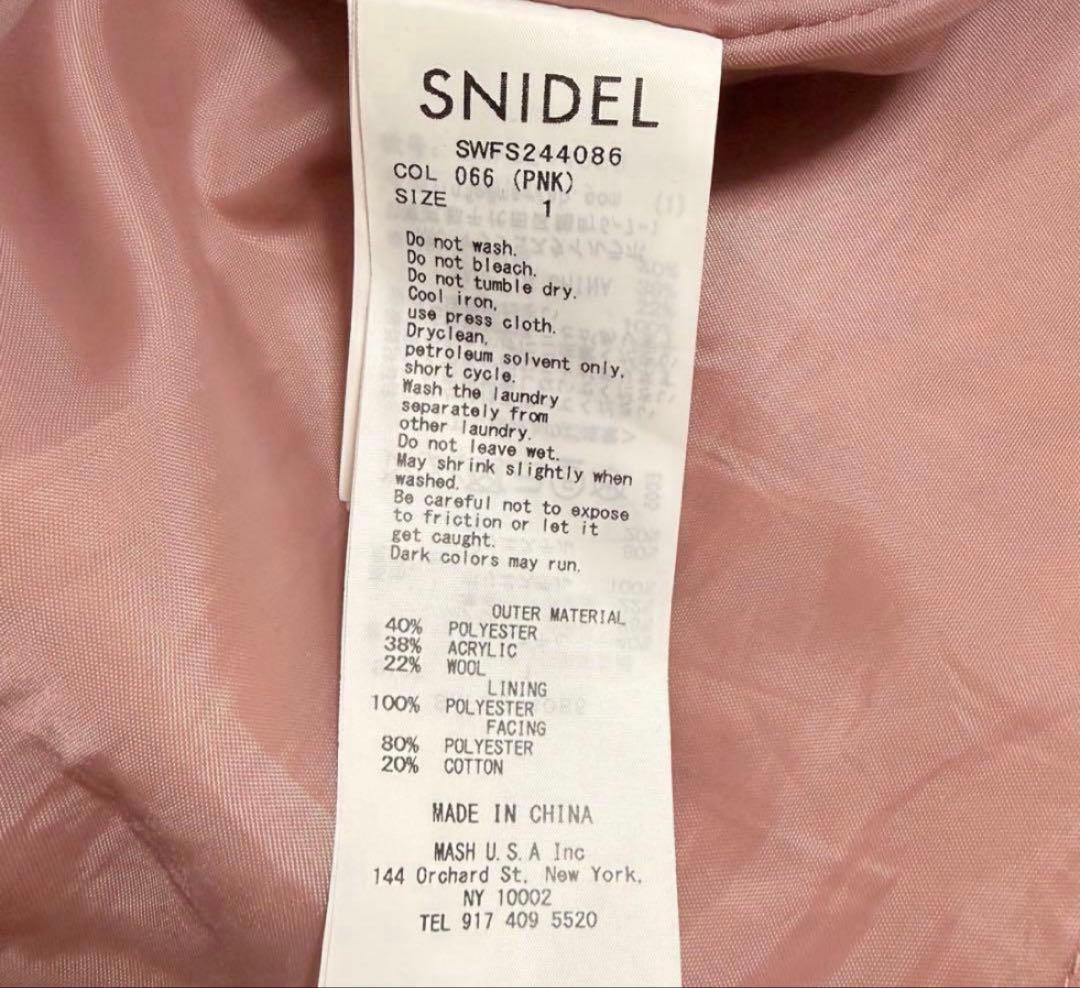 SNIDEL
SWFS244086
COL 066 (PNK)
SIZE 1
Do not wash.
Do not bleach.
Do not tumble dry.
Cool iron,
use press cloth.
Dryclean,
petroleum solvent only,
short cycle.
Wash the laundry
separately from
other laundry.
Do not leave wet.
May shrink slightly when
washed.
Be careful not to expose
to friction or let it
get caught.
Dark colors may run.
OUTER MATERIAL
40% POLYESTER
38% ACRYLIC
22% WOOL
LINING
100% POLYESTER
FACING
80% POLYESTER
20% COTTON
MADE IN CHINA
MASH U.S.A Inc
144 Orchard St, New York,
NY 10002
TEL 917 409 5520